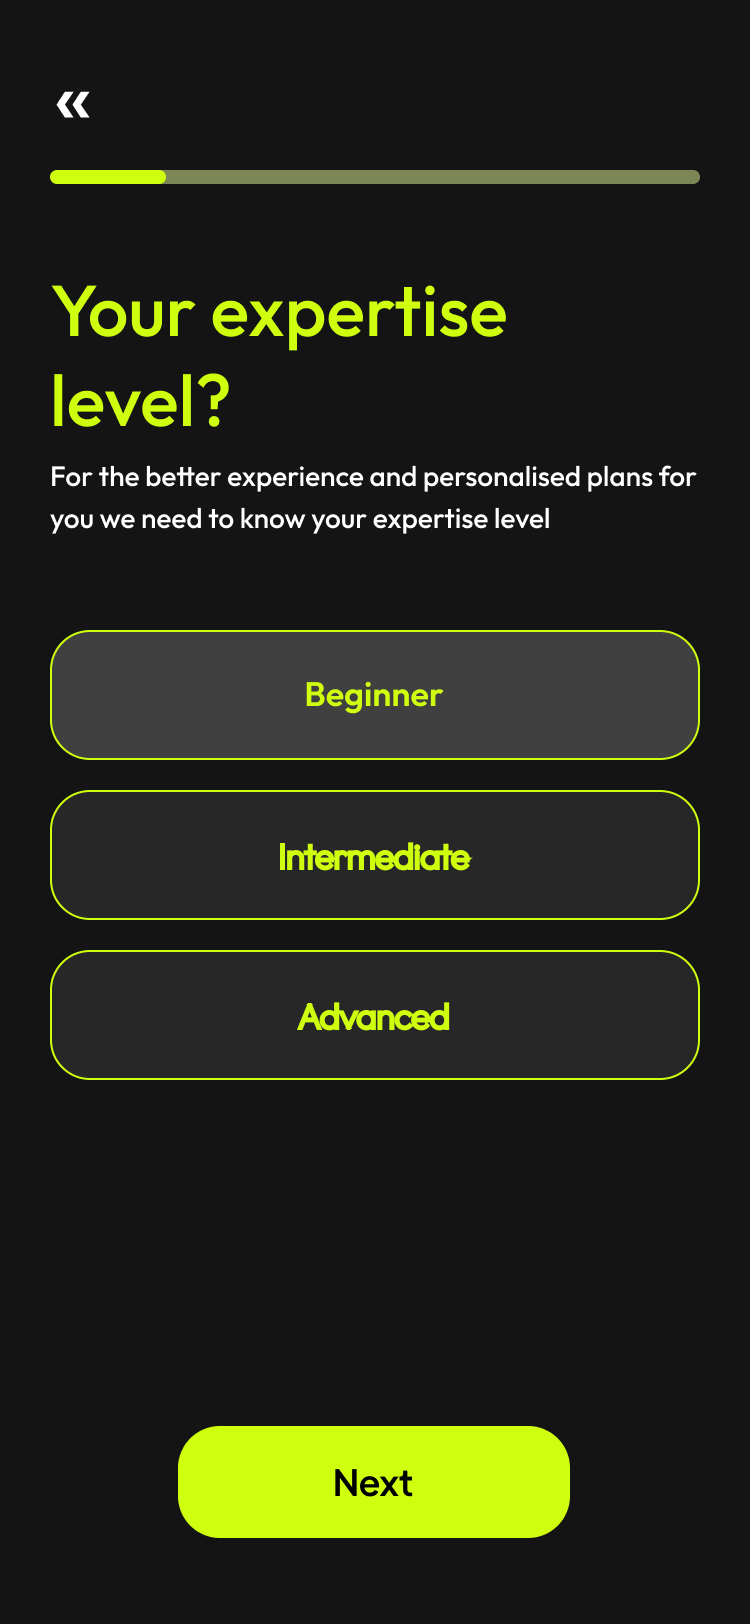 «
Your expertise
level?
For the better experience and personalised plans for
you we need to know your expertise level
Beginner
Intermediate
Advanced
Next